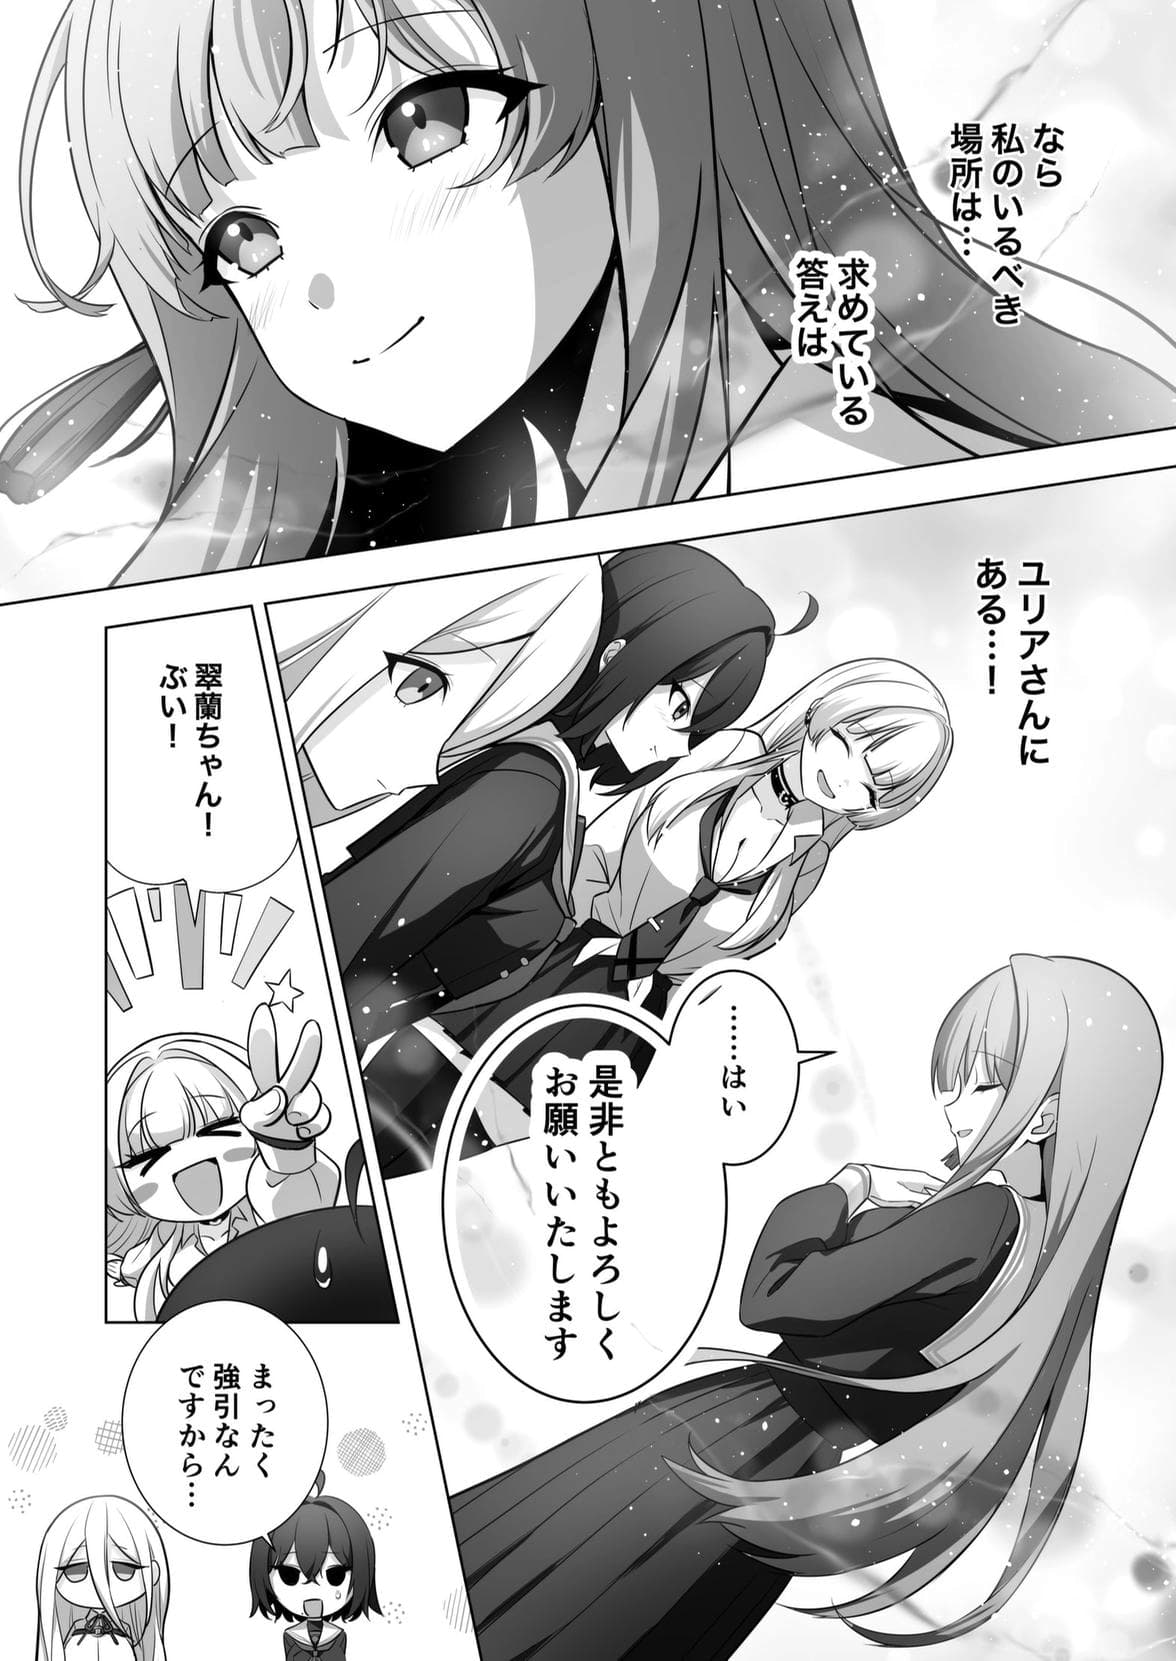 なら
私のいるべき
場所は…
求めている
答えは
ユリアさんに
ある…！
……はい
是非ともよろしく
お願いいたします
翠蘭ちゃん！
ぶい！
まったく
強引なん
ですから…